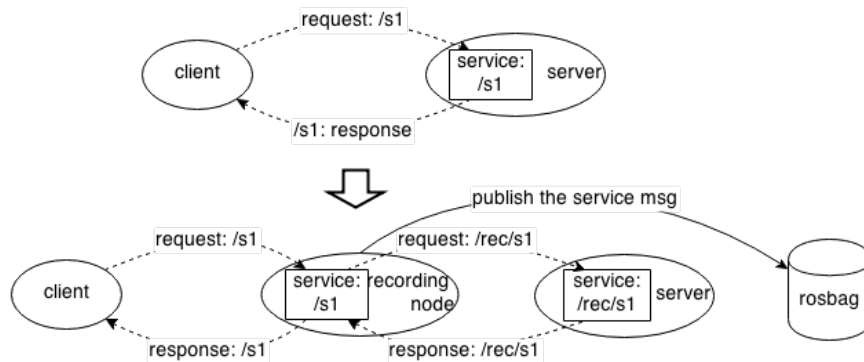 request: /s1
client
service:
/s1
server
/s1: response
publish the service msg
request: /s1
request: /rec/s1
client
service:
/s1
recording
node
service:
/rec/s1
server
rosbag
response: /s1
response: /rec/s1